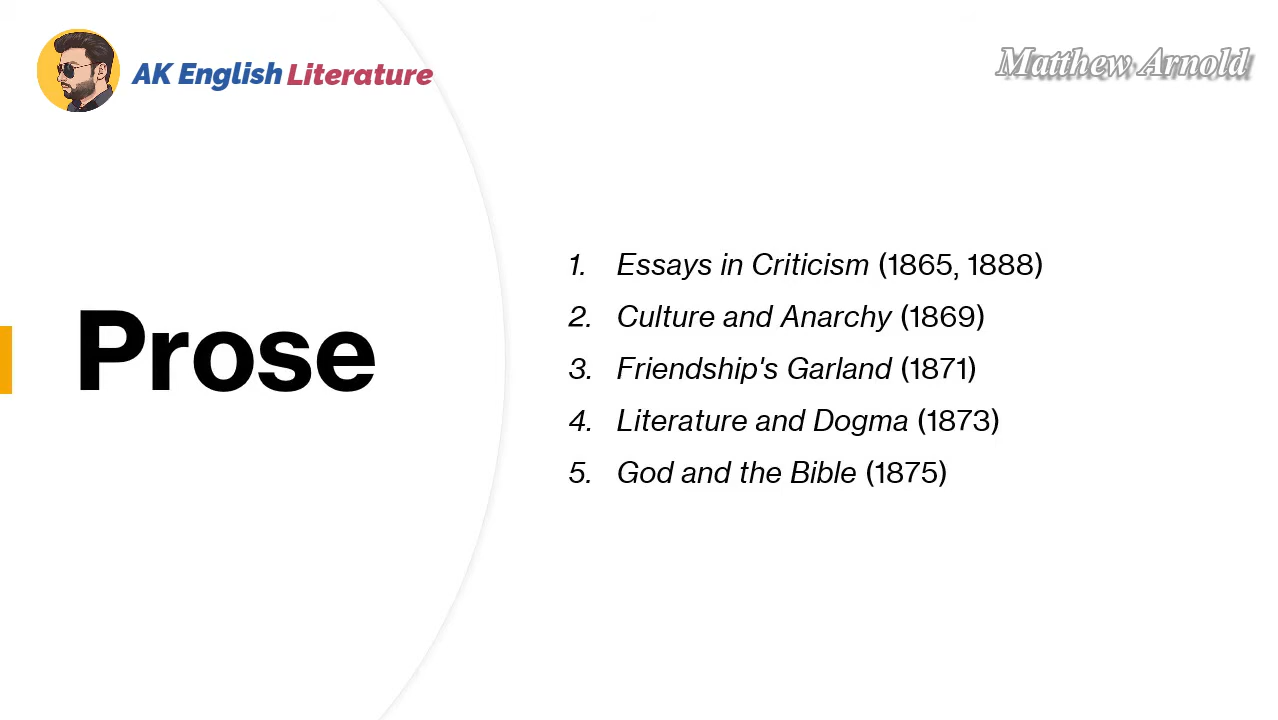 AK English Literature
Matthew Arnold
Prose
1. Essays in Criticism (1865, 1888)
2. Culture and Anarchy (1869)
3. Friendship's Garland (1871)
4. Literature and Dogma (1873)
5. God and the Bible (1875)